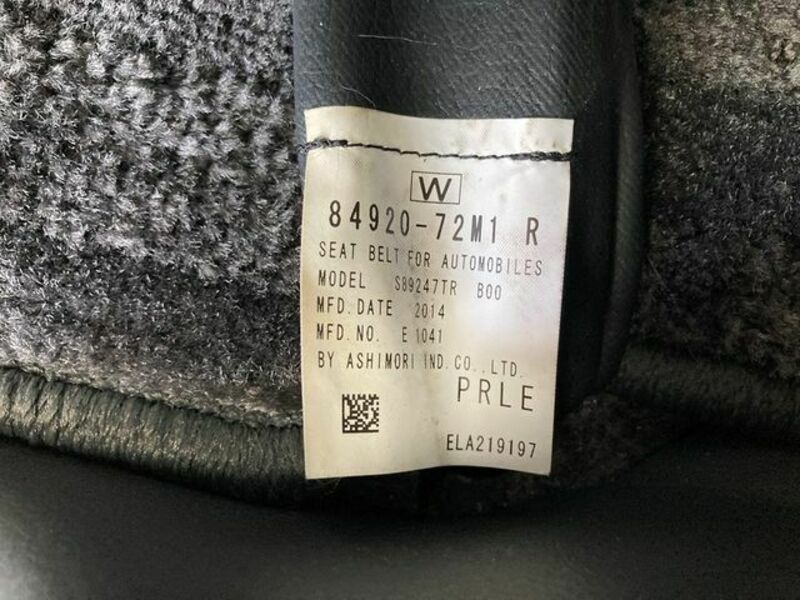 W
84920-72M1 R
SEAT BELT FOR AUTOMOBILES
MODEL S89247TR B00
MFD. DATE 2014
MFD. NO. E 1041
BY ASHIMORI IND. CO., LTD.
PRLE
ELA219197